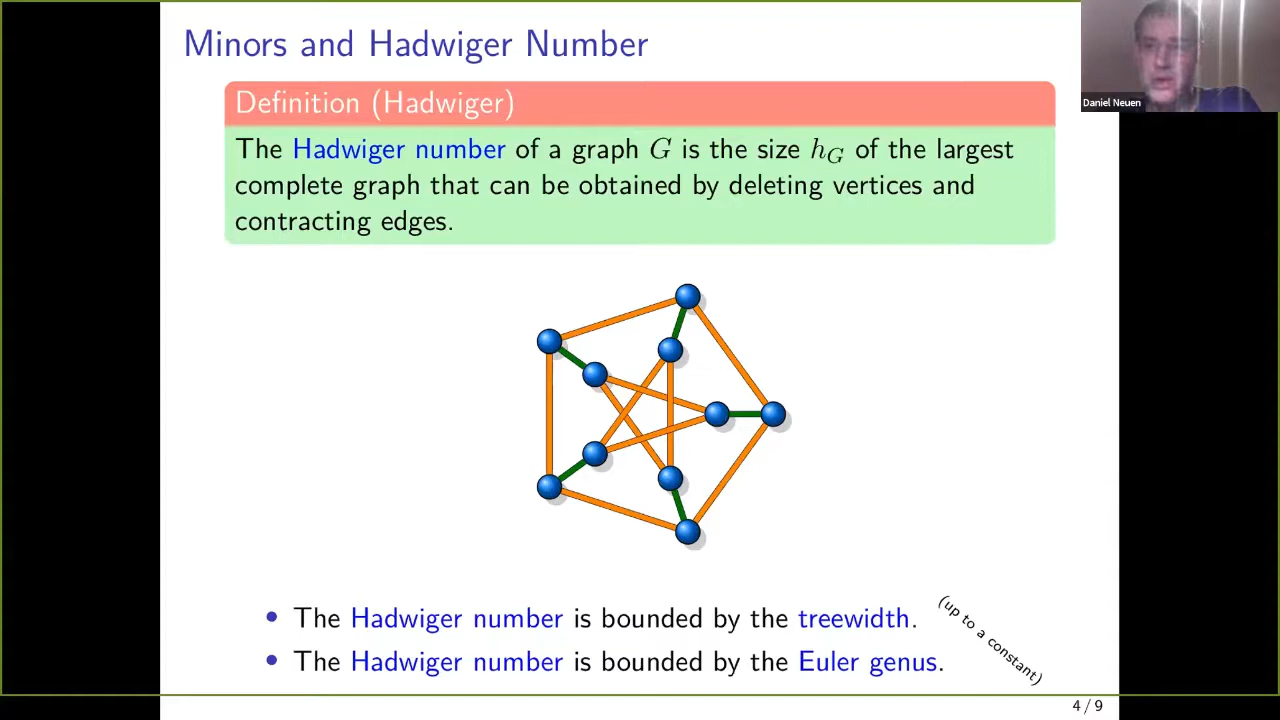 Minors and Hadwiger Number
Definition (Hadwiger)
The Hadwiger number of a graph G is the size h_G of the largest
complete graph that can be obtained by deleting vertices and
contracting edges.
Daniel Neuen
• The Hadwiger number is bounded by the treewidth.
• The Hadwiger number is bounded by the Euler genus.
(up to a constant)
4 / 9